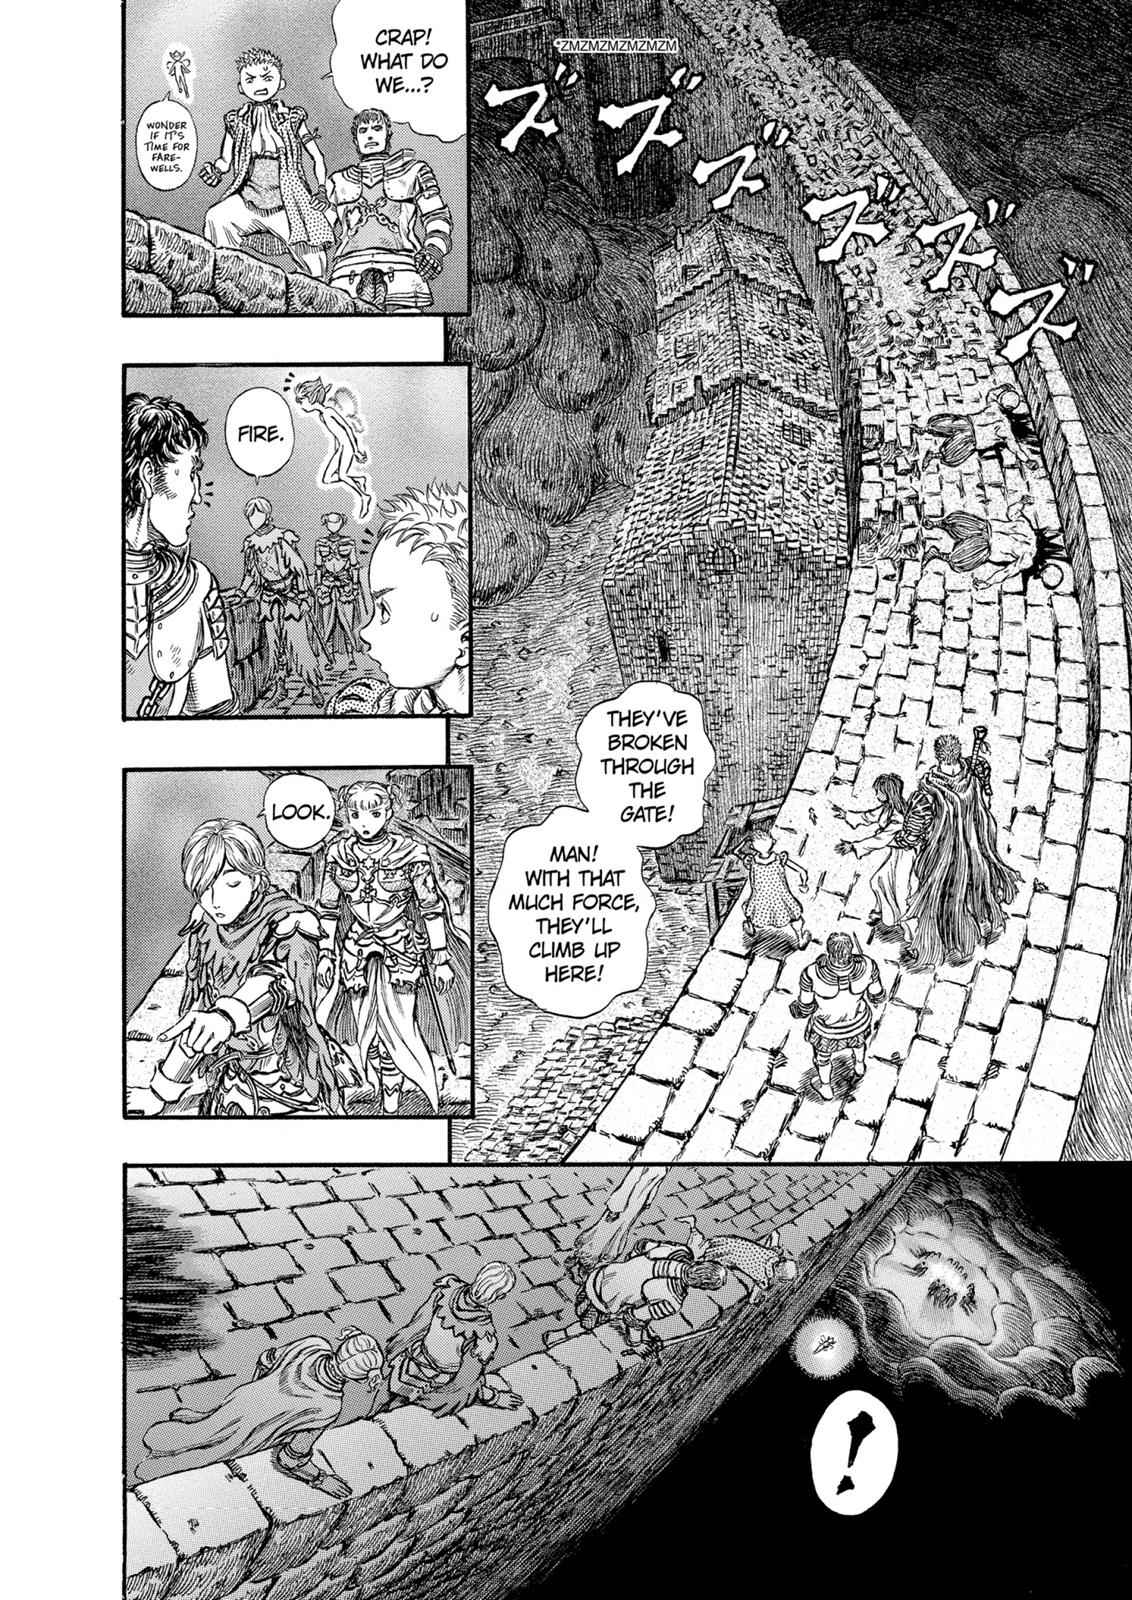 *ZMZMZMZMZMZM
ズズズズズズ
THEY'VE
BROKEN
THROUGH
THE
GATE!
MAN!
WITH THAT
MUCH FORCE,
THEY'LL
CLIMB UP
HERE!
CRAP!
WHAT DO
WE...?
WONDER
IF IT'S
TIME FOR
FARE-
WELLS.
FIRE.
LOOK.
!